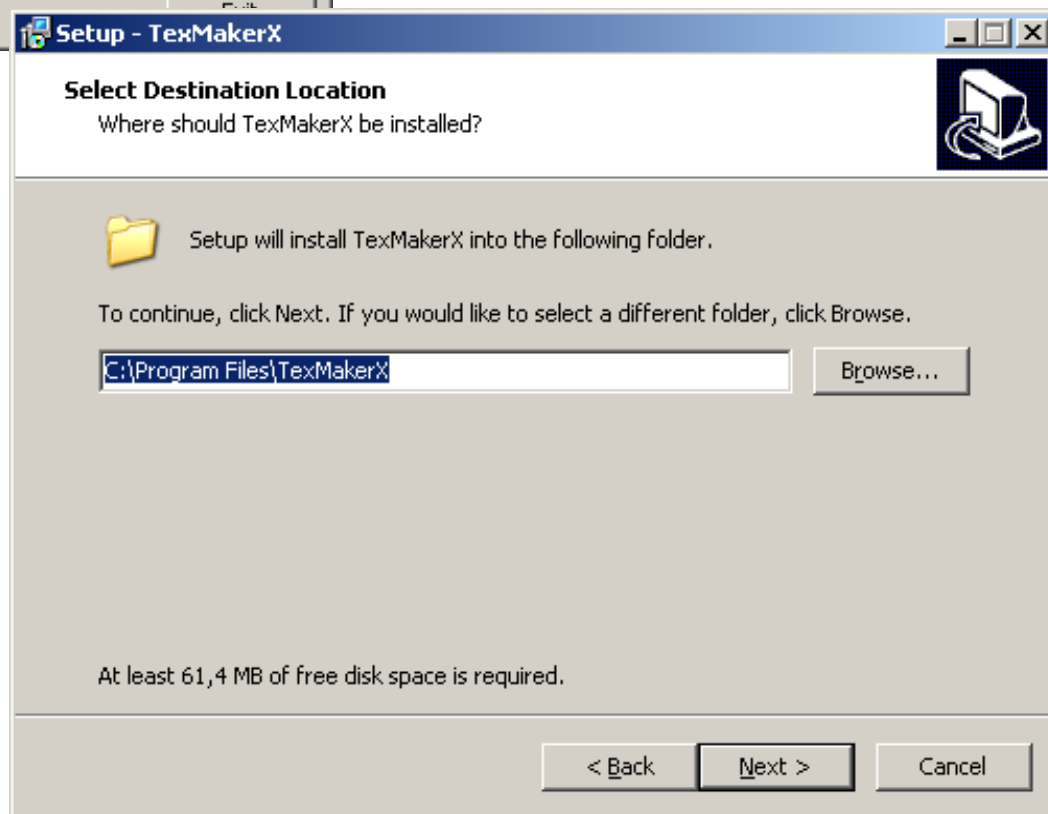 Exit
Setup - TexMakerX
Select Destination Location
Where should TexMakerX be installed?
Setup will install TexMakerX into the following folder.
To continue, click Next. If you would like to select a different folder, click Browse.
C:\Program Files\TexMakerX
Browse...
At least 61,4 MB of free disk space is required.
< Back
Next >
Cancel